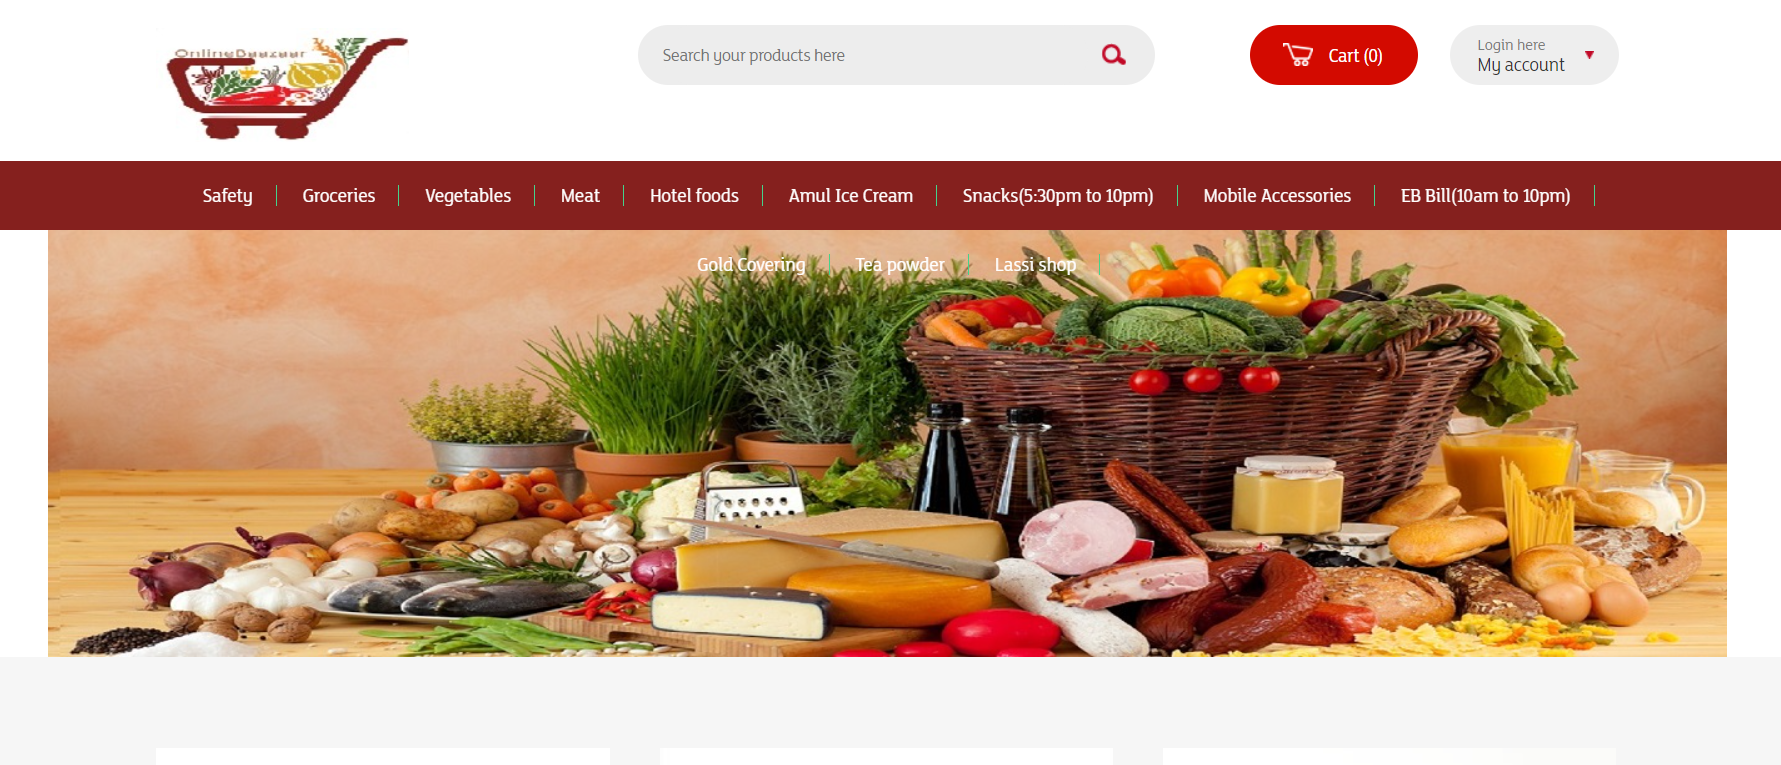 OnlineBaazaar
Search your products here
Cart (0)
Login here
My account
Safety
Groceries
Vegetables
Meat
Hotel foods
Amul Ice Cream
Snacks(5:30pm to 10pm)
Mobile Accessories
EB Bill(10am to 10pm)
Gold Covering
Tea powder
Lassi shop